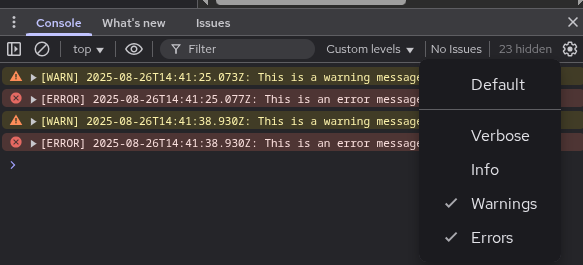 Console What's new Issues
top ▾ Filter Custom levels ▾ No Issues 23 hidden
[WARN] 2025-08-26T14:41:25.073Z: This is a warning message
[ERROR] 2025-08-26T14:41:25.077Z: This is an error message
[WARN] 2025-08-26T14:41:38.930Z: This is a warning message
[ERROR] 2025-08-26T14:41:38.930Z: This is an error message
Default
Verbose
Info
Warnings
Errors